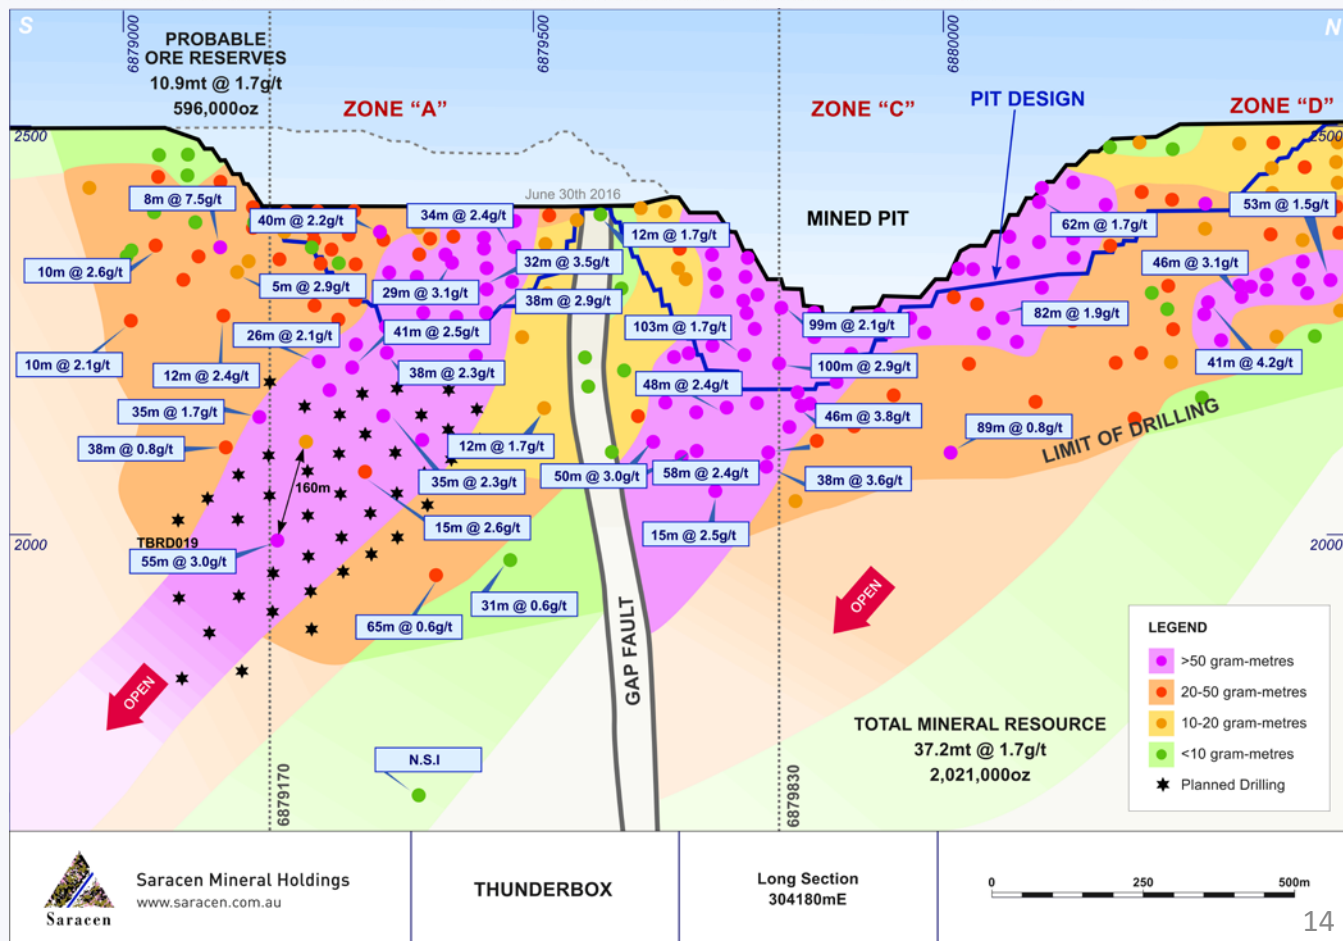 S
6879000
6879500
6880000
N
PROBABLE
ORE RESERVES
10.9mt @ 1.7g/t
596,000oz
ZONE “A”
ZONE “C”
PIT DESIGN
ZONE “D”
2500
2500
June 30th 2016
MINED PIT
8m @ 7.5g/t
40m @ 2.2g/t
34m @ 2.4g/t
12m @ 1.7g/t
62m @ 1.7g/t
53m @ 1.5g/t
10m @ 2.6g/t
5m @ 2.9g/t
29m @ 3.1g/t
32m @ 3.5g/t
38m @ 2.9g/t
46m @ 3.1g/t
26m @ 2.1g/t
41m @ 2.5g/t
103m @ 1.7g/t
99m @ 2.1g/t
82m @ 1.9g/t
10m @ 2.1g/t
12m @ 2.4g/t
38m @ 2.3g/t
48m @ 2.4g/t
100m @ 2.9g/t
41m @ 4.2g/t
35m @ 1.7g/t
46m @ 3.8g/t
38m @ 0.8g/t
12m @ 1.7g/t
89m @ 0.8g/t
LIMIT OF DRILLING
160m
35m @ 2.3g/t
50m @ 3.0g/t
58m @ 2.4g/t
38m @ 3.6g/t
15m @ 2.6g/t
15m @ 2.5g/t
2000
2000
TBRD019
55m @ 3.0g/t
31m @ 0.6g/t
65m @ 0.6g/t
OPEN
OPEN
GAP FAULT
N.S.I
6879170
6879830
TOTAL MINERAL RESOURCE
37.2mt @ 1.7g/t
2,021,000oz
LEGEND
>50 gram-metres
20-50 gram-metres
10-20 gram-metres
<10 gram-metres
Planned Drilling
Saracen
Saracen Mineral Holdings
www.saracen.com.au
THUNDERBOX
Long Section
304180mE
0 250 500m
14